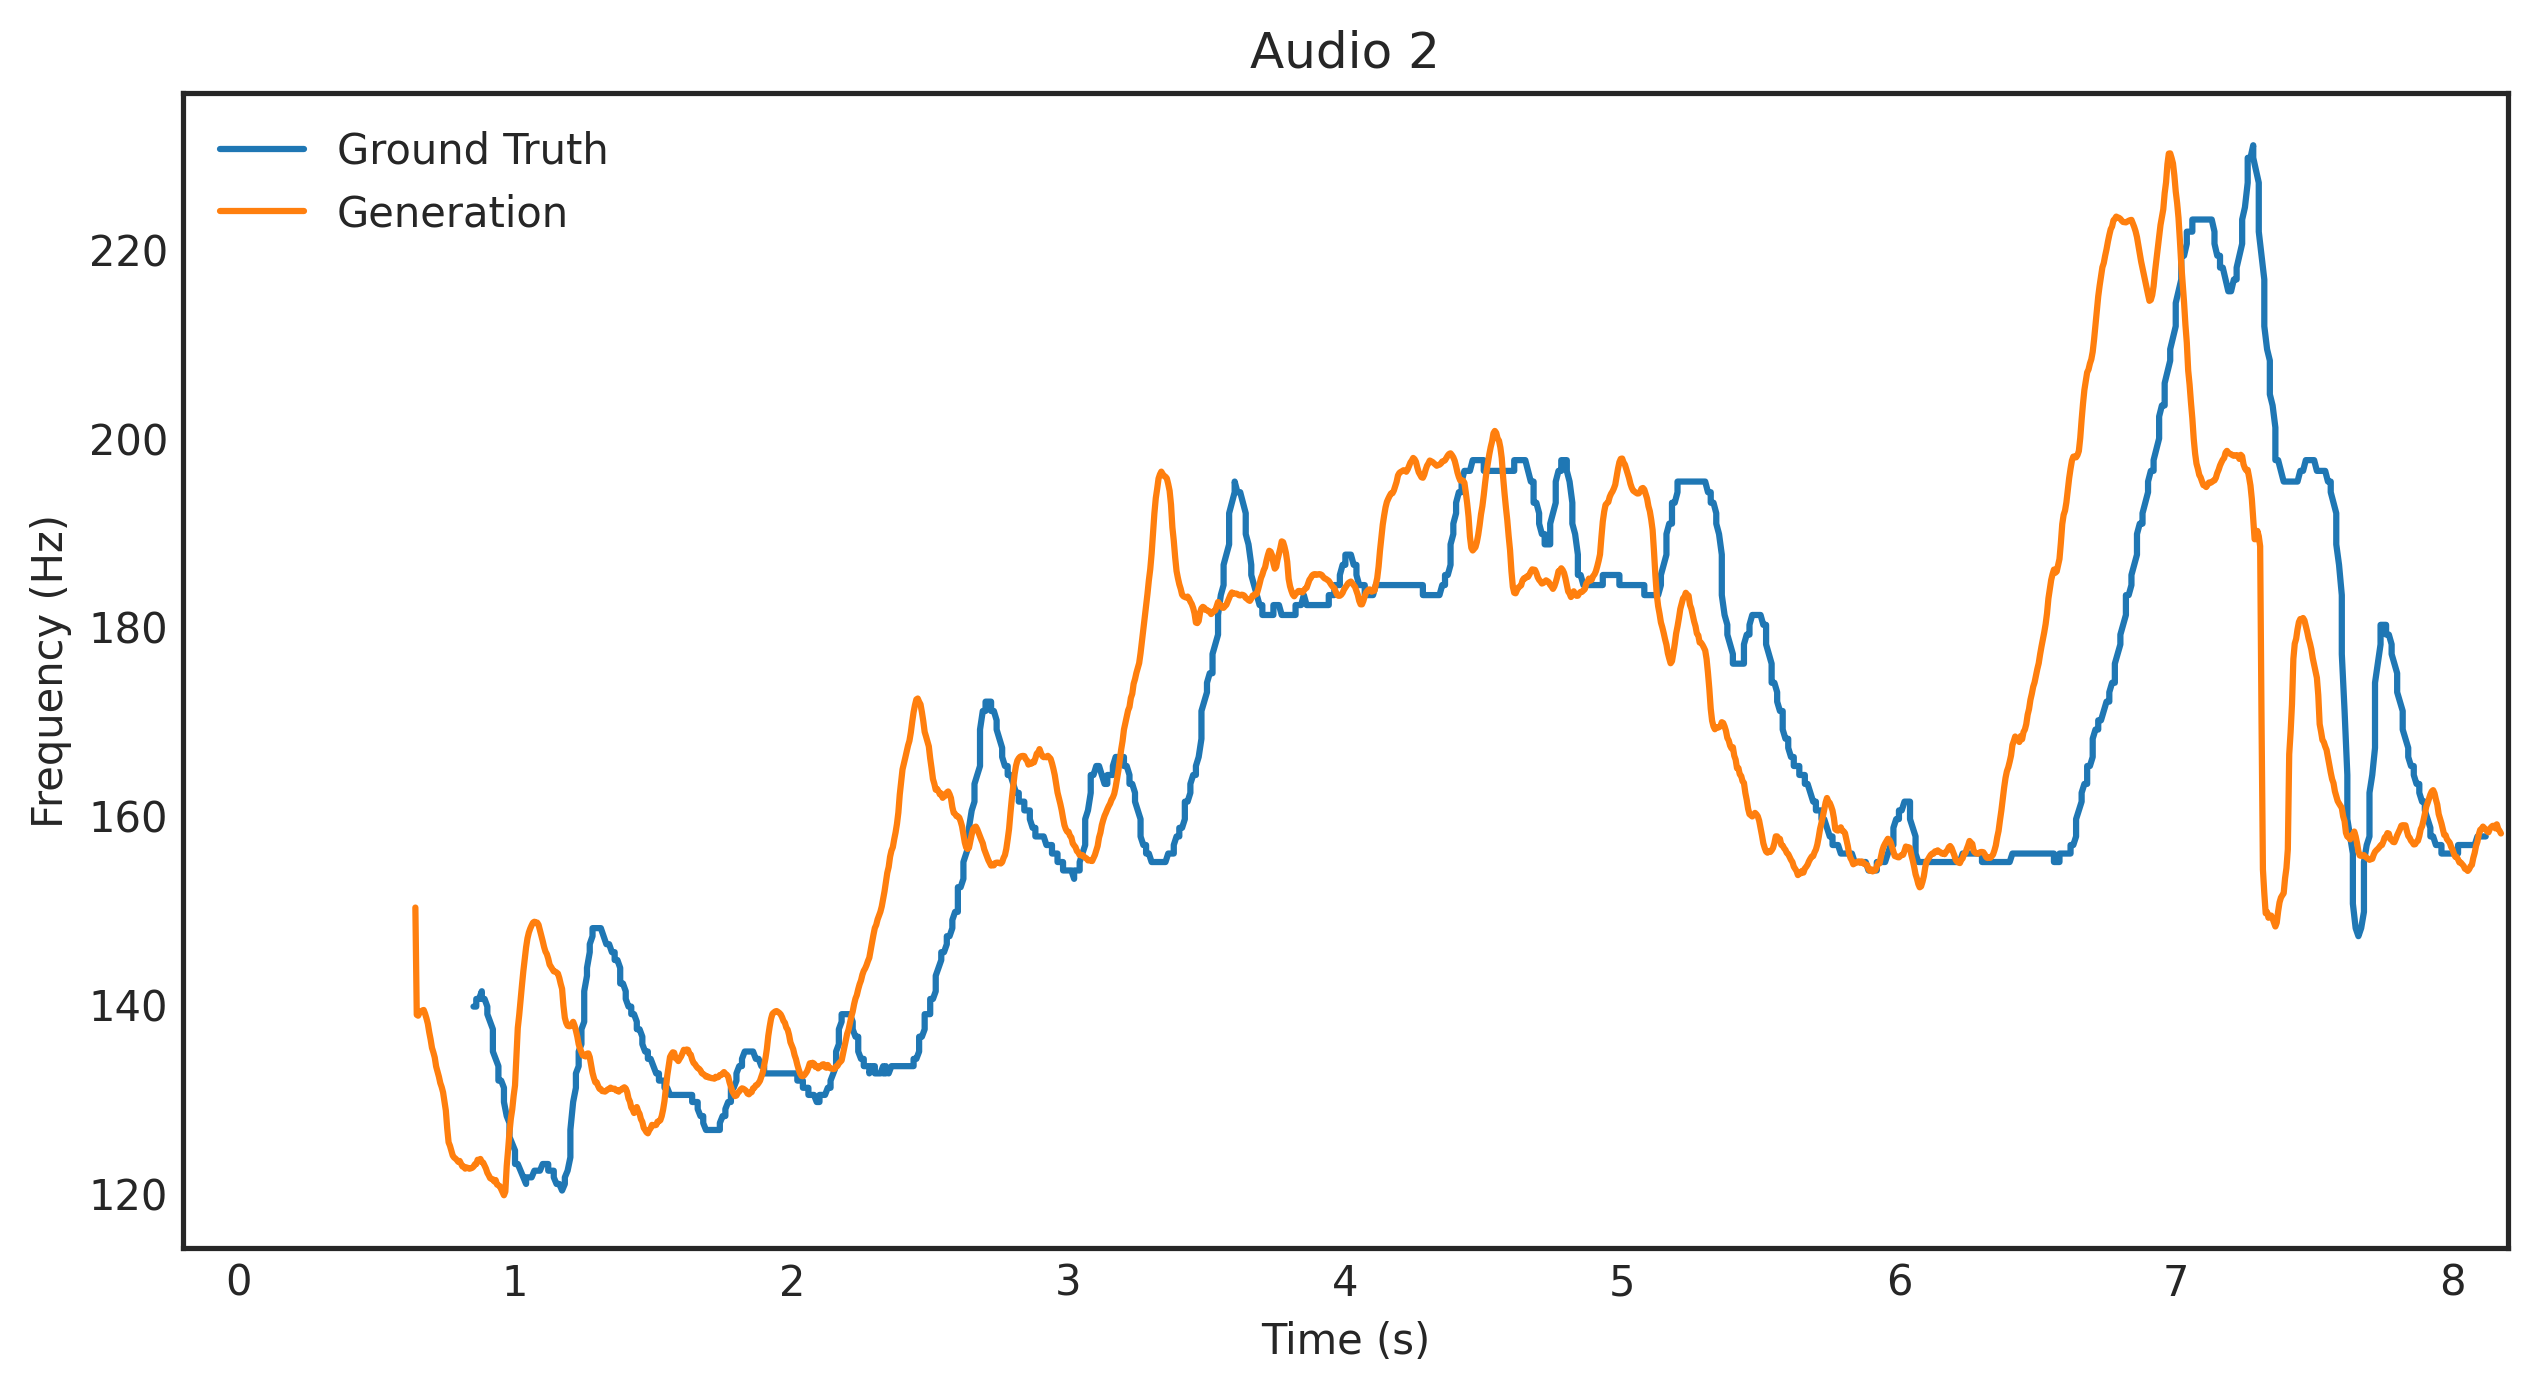 Audio 2
Ground Truth
Generation
220
200
180
160
140
120
Frequency (Hz)
0 1 2 3 4 5 6 7 8
Time (s)